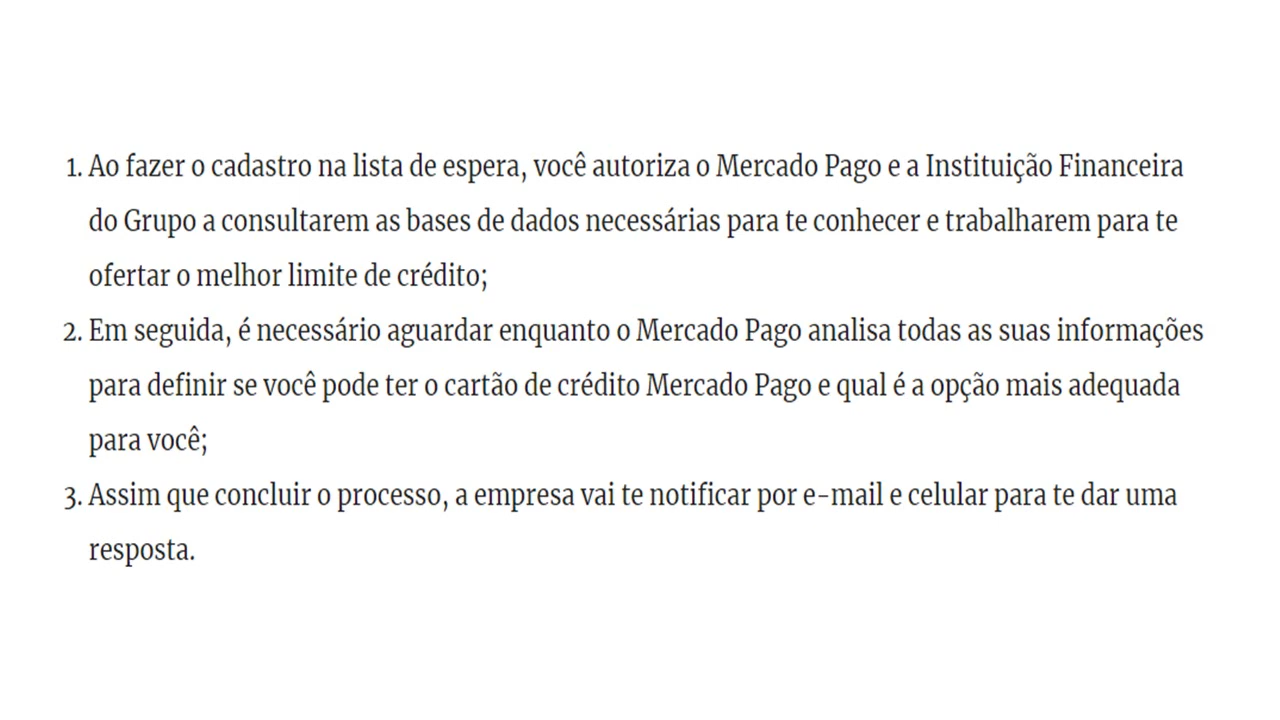 1. Ao fazer o cadastro na lista de espera, você autoriza o Mercado Pago e a Instituição Financeira
do Grupo a consultarem as bases de dados necessárias para te conhecer e trabalharem para te
ofertar o melhor limite de crédito;
2. Em seguida, é necessário aguardar enquanto o Mercado Pago analisa todas as suas informações
para definir se você pode ter o cartão de crédito Mercado Pago e qual é a opção mais adequada
para você;
3. Assim que concluir o processo, a empresa vai te notificar por e-mail e celular para te dar uma
resposta.